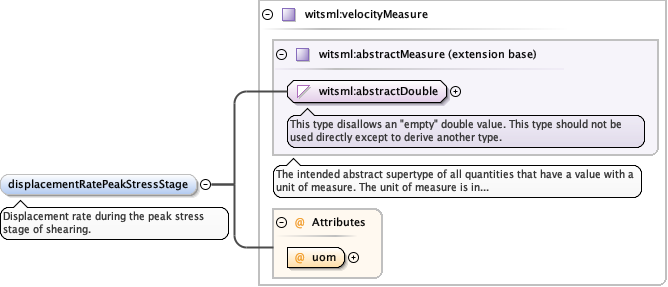 witsml:velocityMeasure
witsml:abstractMeasure (extension base)
witsml:abstractDouble
This type disallows an "empty" double value. This type should not be
used directly except to derive another type.
displacementRatePeakStressStage
Displacement rate during the peak stress
stage of shearing.
The intended abstract supertype of all quantities that have a value with a
unit of measure. The unit of measure is in...
@ Attributes
@ uom